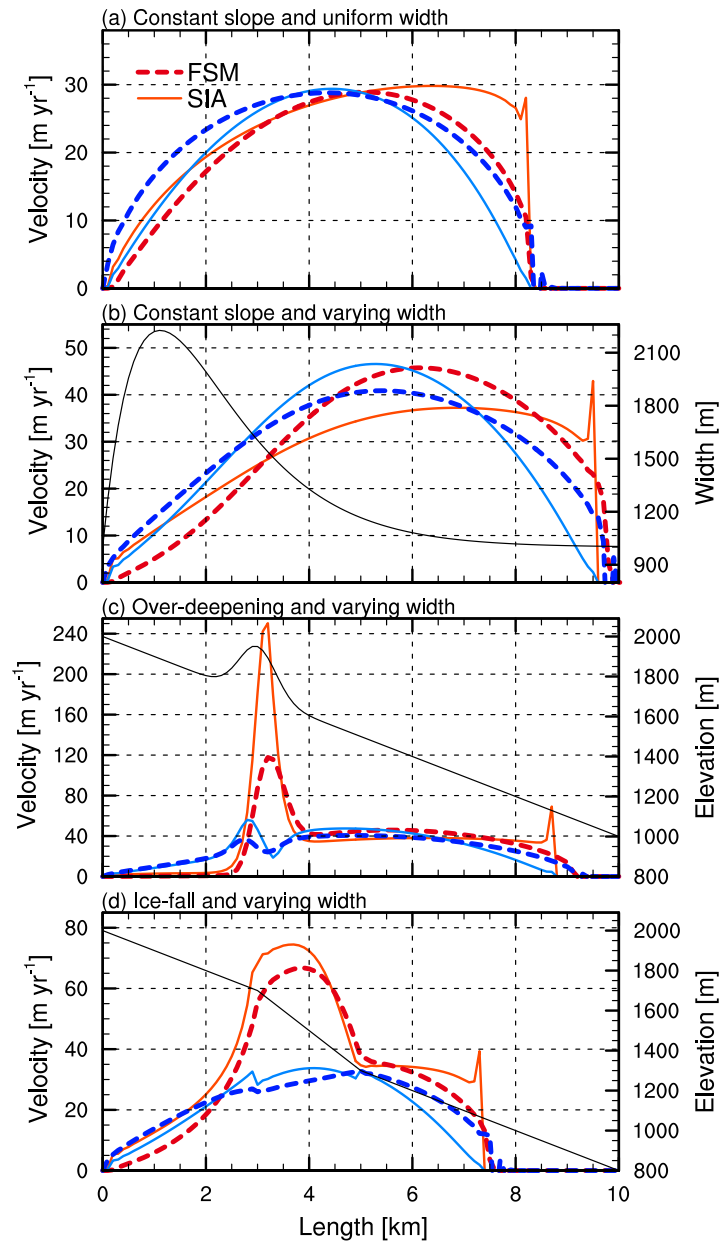 (a) Constant slope and uniform width
FSM
SIA
Velocity [m yr⁻¹]
30
20
10
0
(b) Constant slope and varying width
Velocity [m yr⁻¹]
50
40
30
20
10
0
2100
1800
1500
1200
900
Width [m]
(c) Over-deepening and varying width
Velocity [m yr⁻¹]
240
200
160
120
80
40
0
2000
1800
1600
1400
1200
1000
800
Elevation [m]
(d) Ice-fall and varying width
Velocity [m yr⁻¹]
80
60
40
20
0
2000
1800
1600
1400
1200
1000
800
Elevation [m]
0 2 4 6 8 10
Length [km]